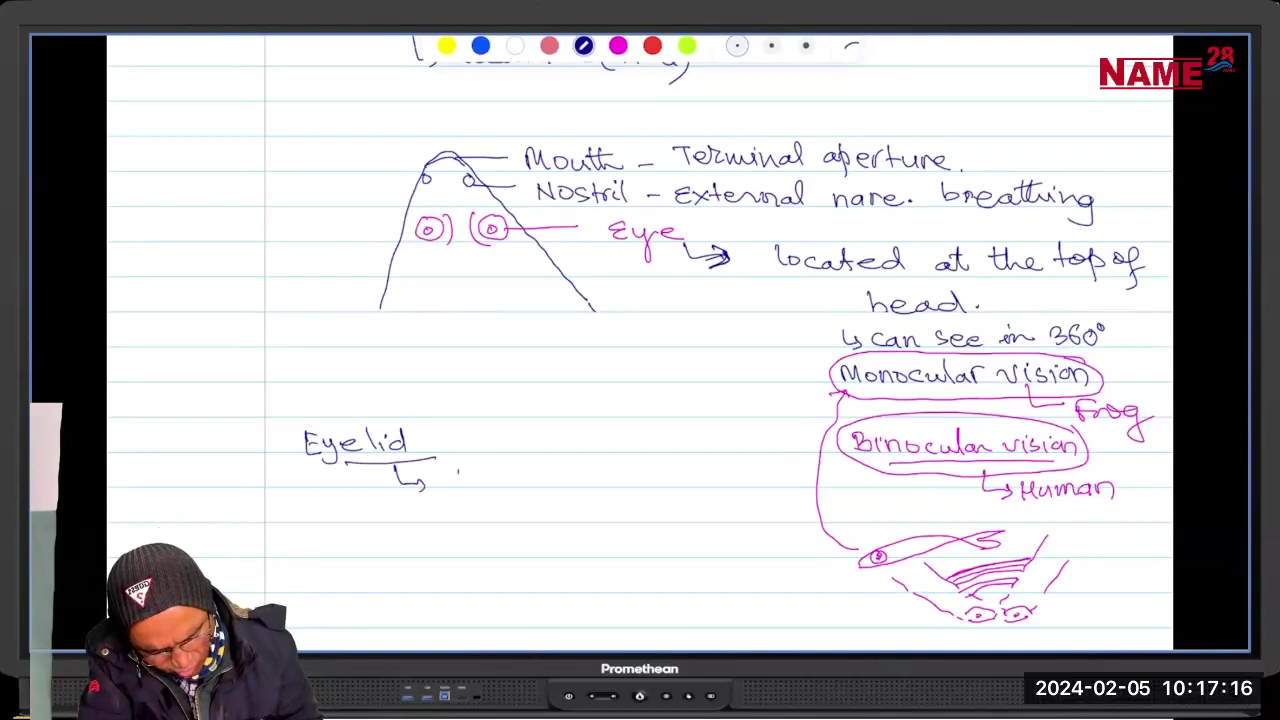 NAME 28
Mouth - Terminal aperture.
Nostril - External nare. breathing
Eye
located at the top of
head.
↳ can see in 360°
Monocular vision
Frog
Binocular vision
Human
Eyelid
Promethean
2024-02-05 10:17:16